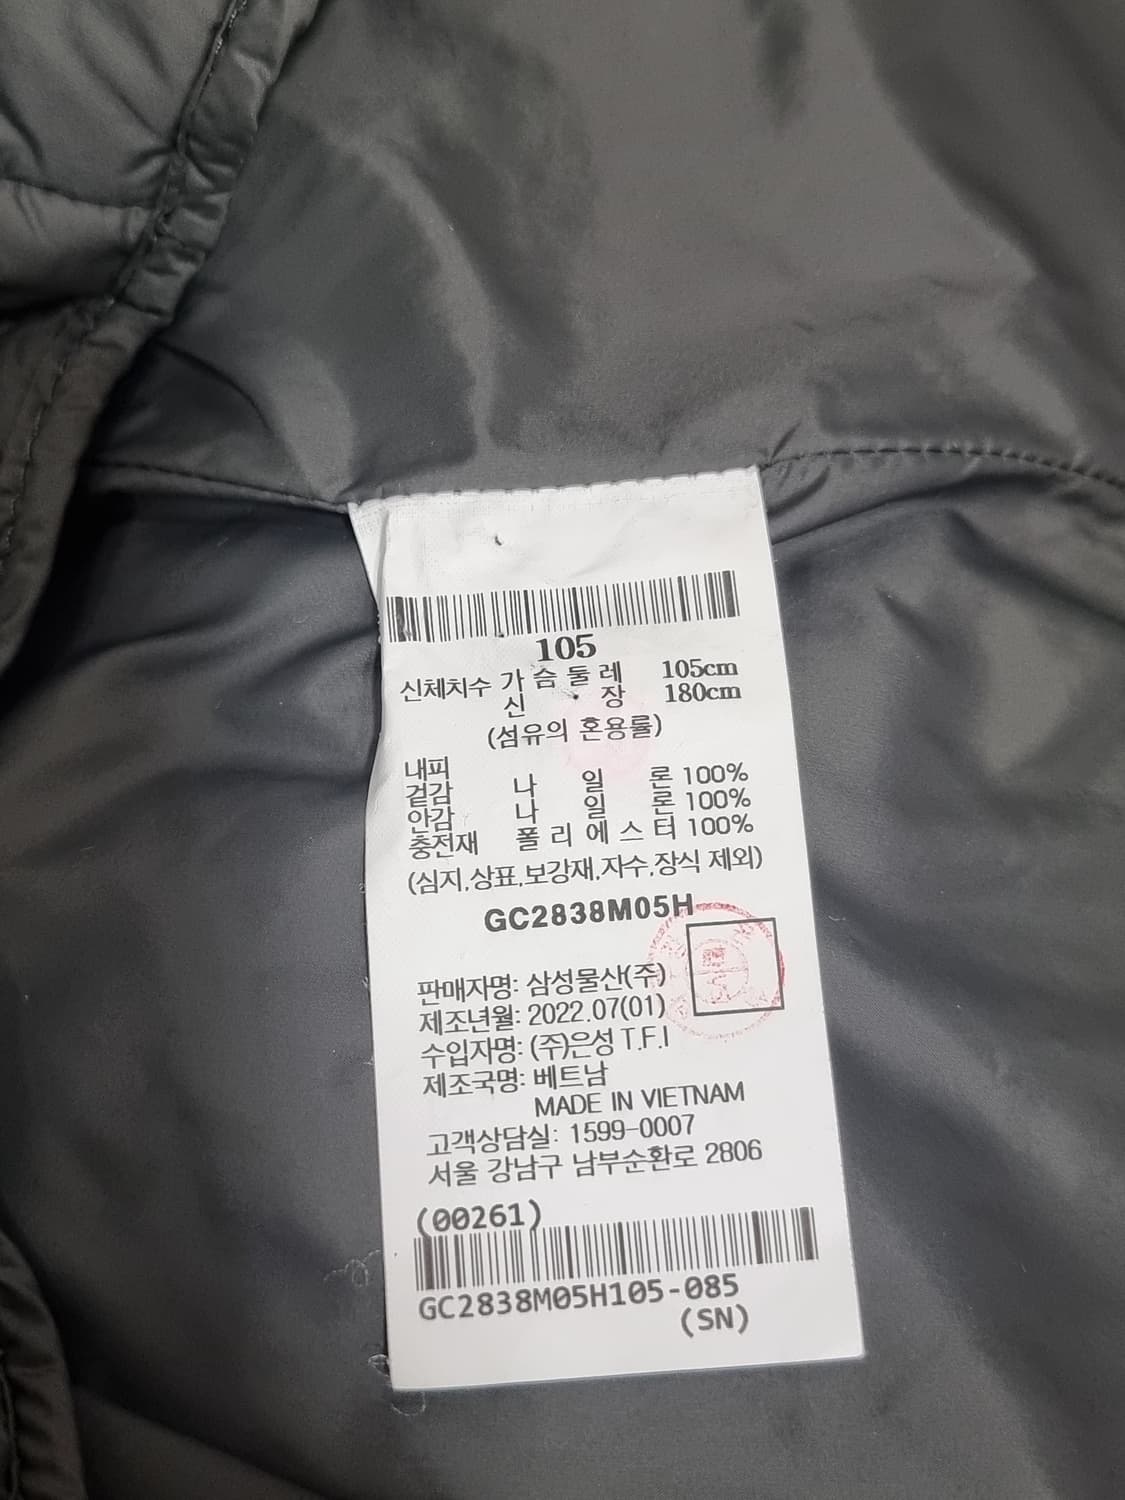 105
신체치수 가슴둘레 105cm
신 장 180cm
(섬유의 혼용률)
내피
겉감 나 일 론 100%
안감 나 일 론 100%
충전재 폴리에스터 100%
(심지,상표,보강재,자수,장식 제외)
GC2838M05H
판매자명: 삼성물산(주)
제조년월: 2022.07(01)
수입자명: (주)은성 T.F.I
제조국명: 베트남
MADE IN VIETNAM
고객상담실: 1599-0007
서울 강남구 남부순환로 2806
(00261)
GC2838M05H105-085
(SN)